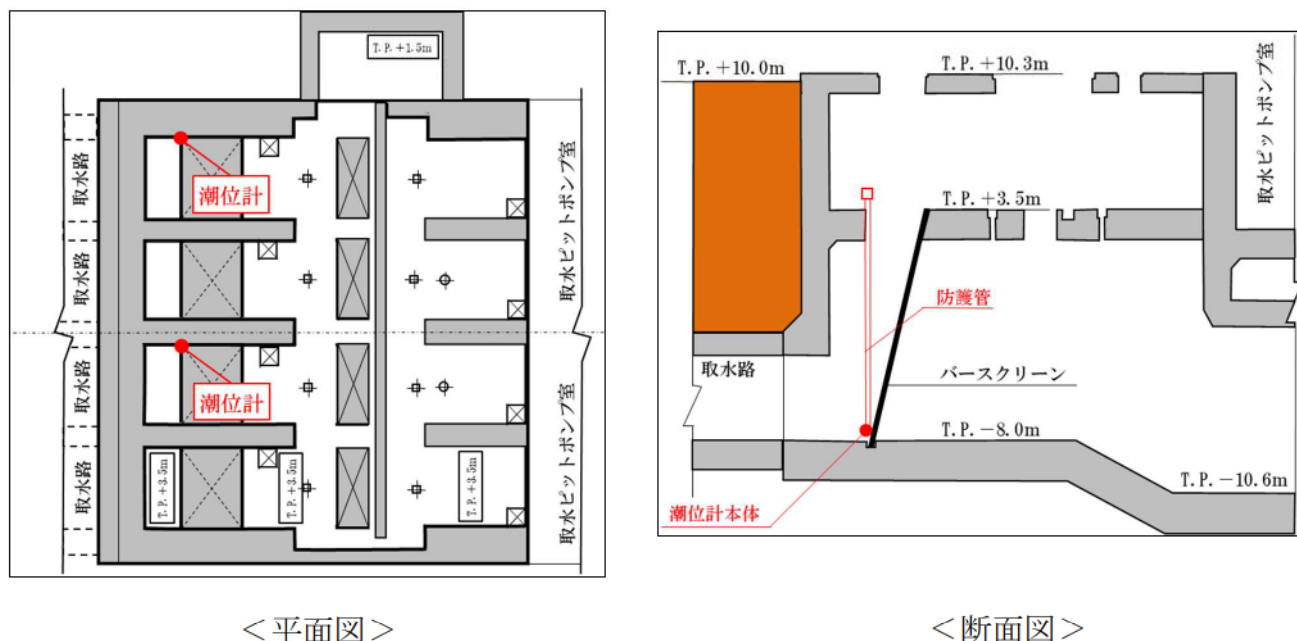 T.P.+1.5m
潮位計
潮位計
取水路
取水路
取水路
取水路
T.P.+3.5m
T.P.+3.5m
T.P.+3.5m
取水ピットポンプ室
取水ピットポンプ室
<平面図>
T.P.+10.0m
T.P.+10.3m
取水ピットポンプ室
T.P.+3.5m
防護管
取水路
バースクリーン
T.P.-8.0m
T.P.-10.6m
潮位計本体
<断面図>